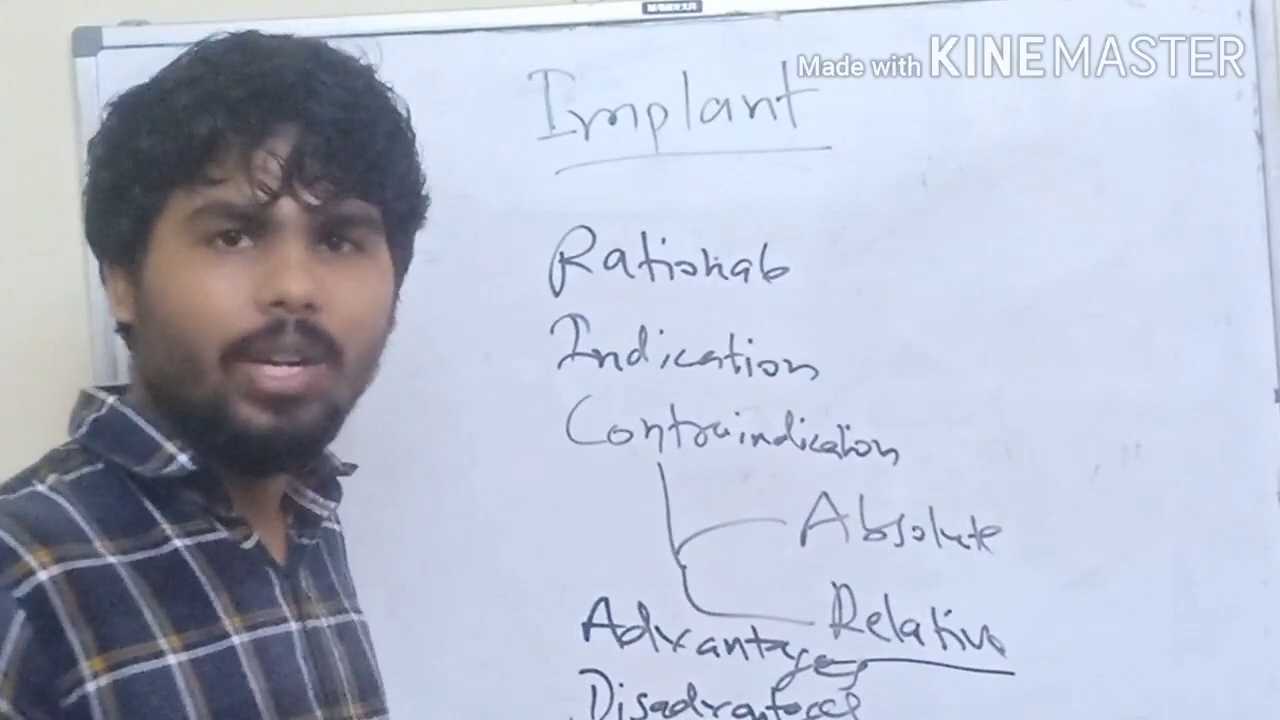 Made with KINEMASTER
Implant
Rationale
Indication
Contraindication
Absolute
Relative
Advantages
Disadvantages